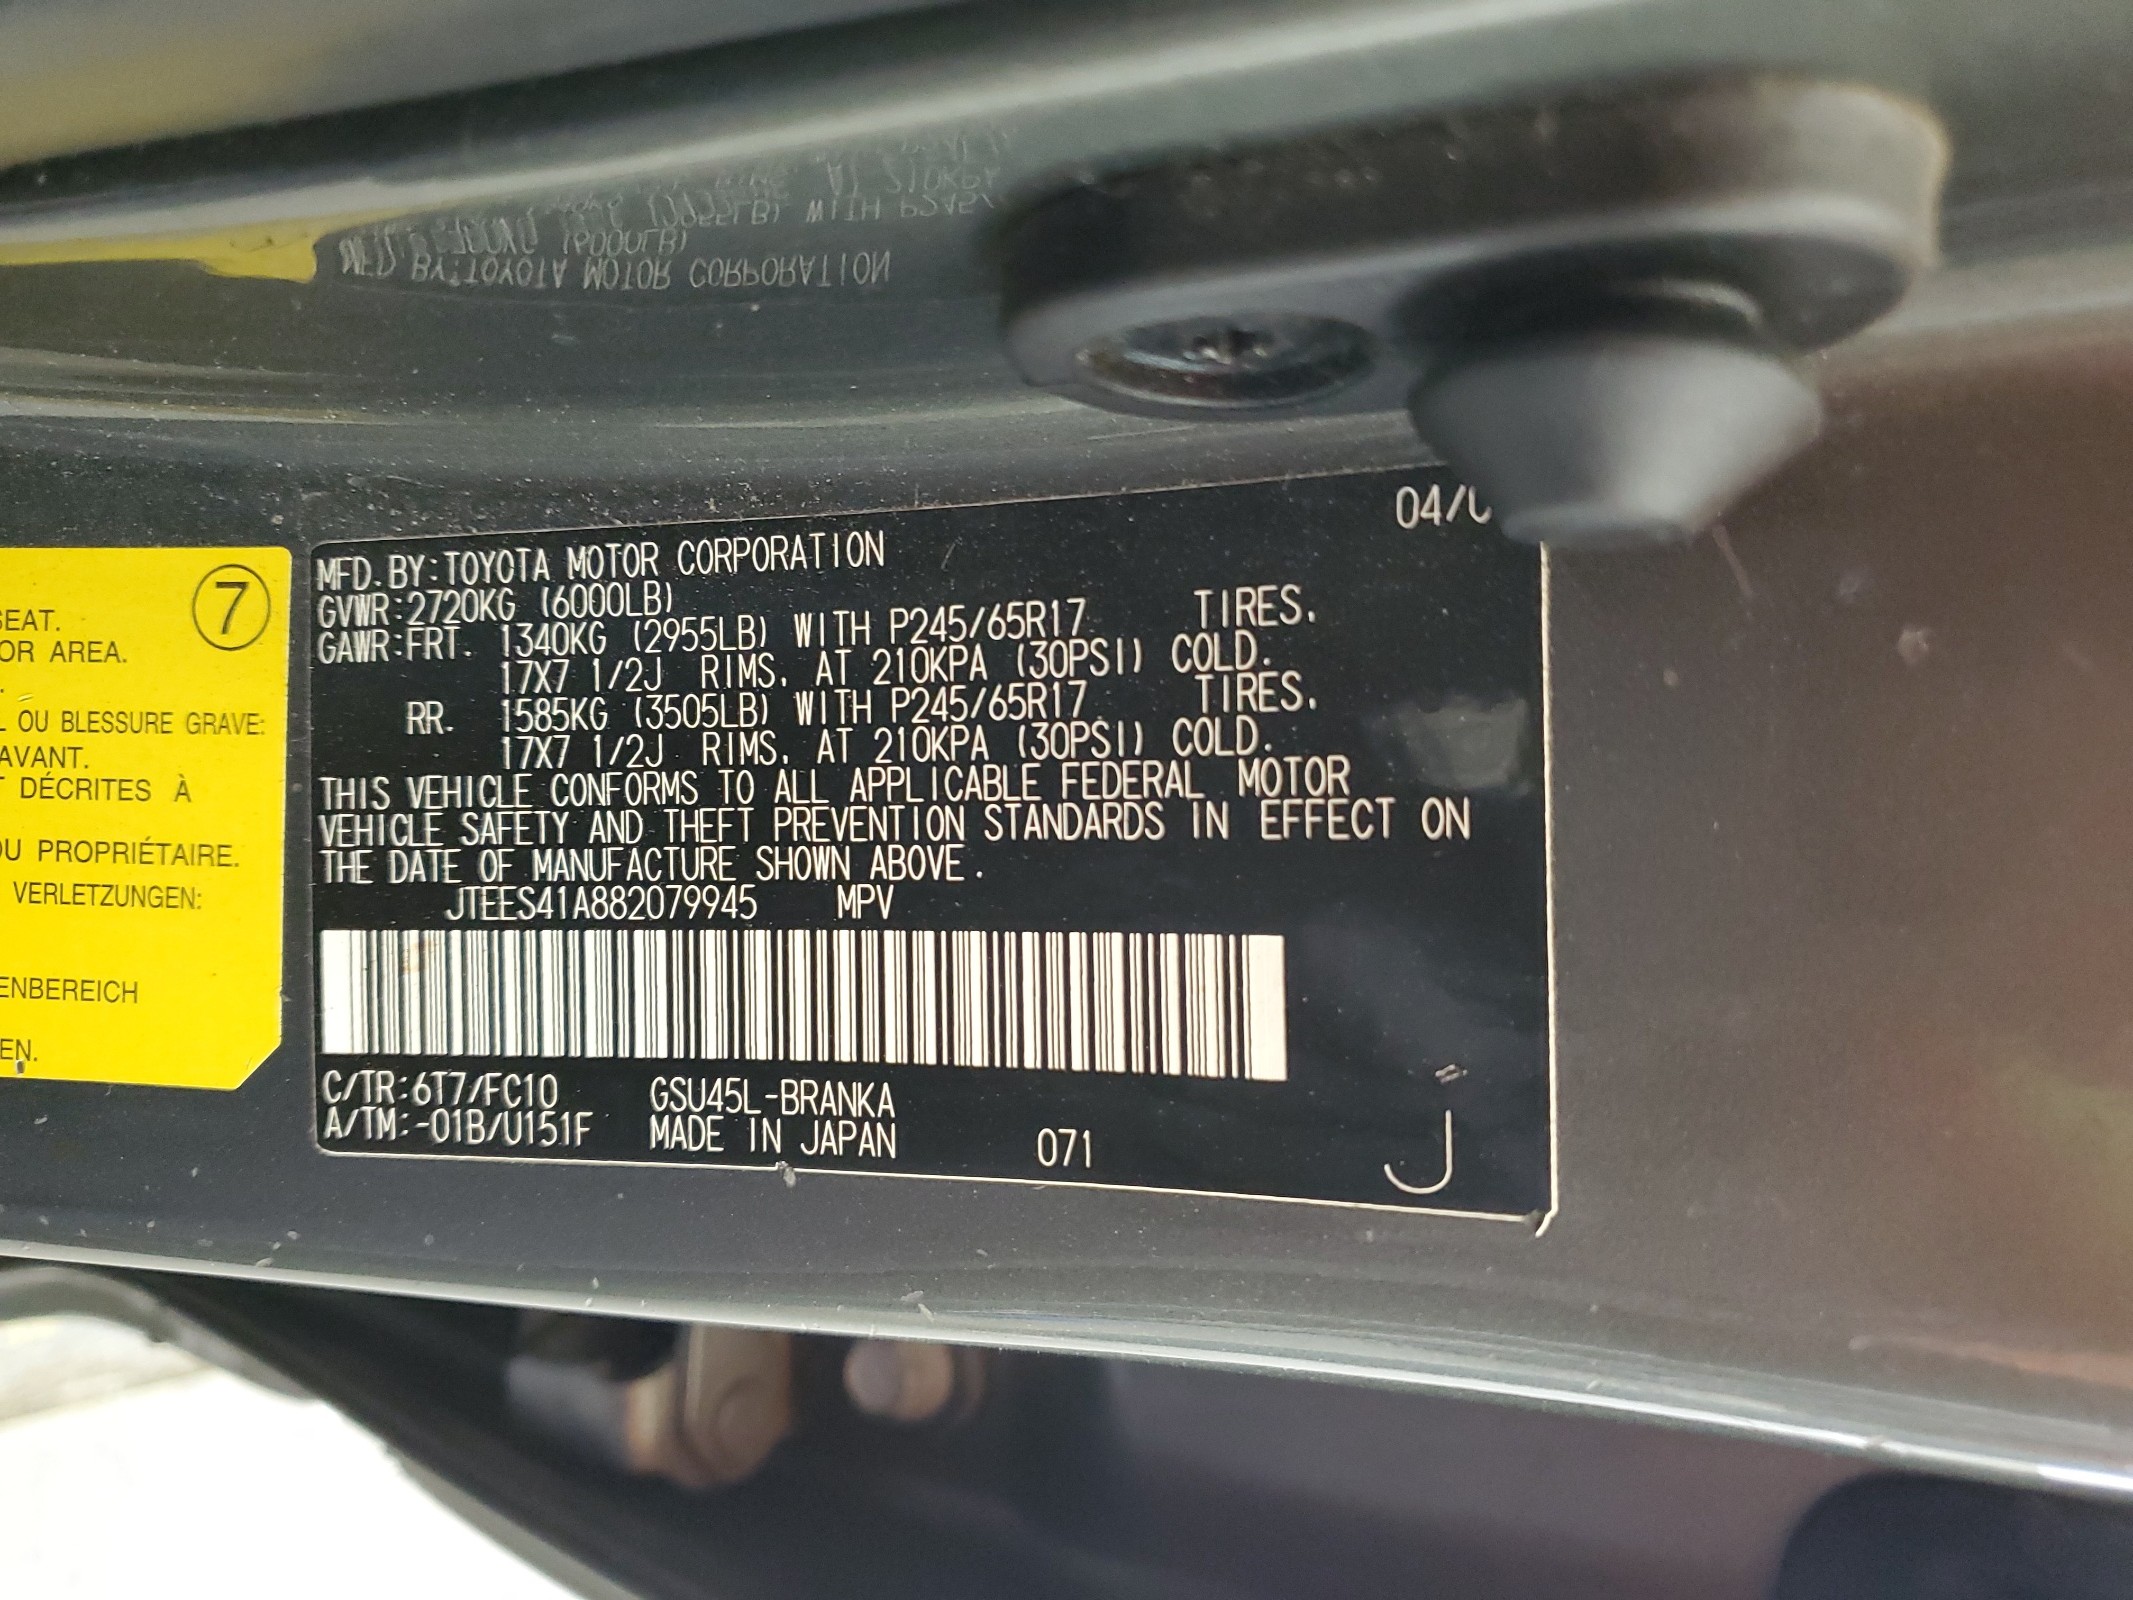 04/
MFD. BY: TOYOTA MOTOR CORPORATION
GVWR: 2720KG (6000LB)
GAWR: FRT. 1340KG (2955LB) WITH P245/65R17 TIRES.
17X7 1/2J RIMS, AT 210KPA (30PSI) COLD.
RR. 1585KG (3505LB) WITH P245/65R17 TIRES.
17X7 1/2J RIMS, AT 210KPA (30PSI) COLD.
THIS VEHICLE CONFORMS TO ALL APPLICABLE FEDERAL MOTOR
VEHICLE SAFETY AND THEFT PREVENTION STANDARDS IN EFFECT ON
THE DATE OF MANUFACTURE SHOWN ABOVE.
JTEES41A882079945 MPV
C/TR: 6T7/FC10 GSU45L-BRANKA
A/TM: -01B/U151F MADE IN JAPAN 071
J
7
SEAT.
OR AREA.
OU BLESSURE GRAVE:
AVANT.
DÉCRITES À
OU PROPRIÉTAIRE.
VERLETZUNGEN:
ENBEREICH
EN.